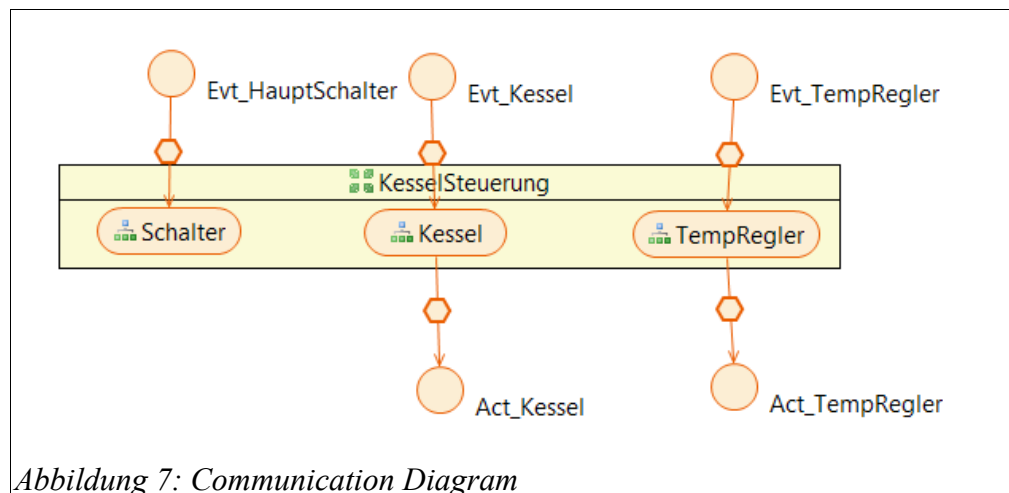 Evt_HauptSchalter
Evt_Kessel
Evt_TempRegler
KesselSteuerung
Schalter
Kessel
TempRegler
Act_Kessel
Act_TempRegler
Abbildung 7: Communication Diagram